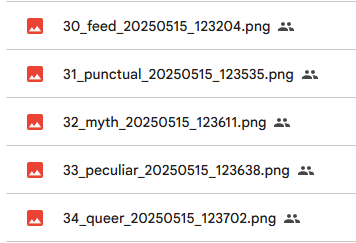 30_feed_20250515_123204.png
31_punctual_20250515_123535.png
32_myth_20250515_123611.png
33_peculiar_20250515_123638.png
34_queer_20250515_123702.png